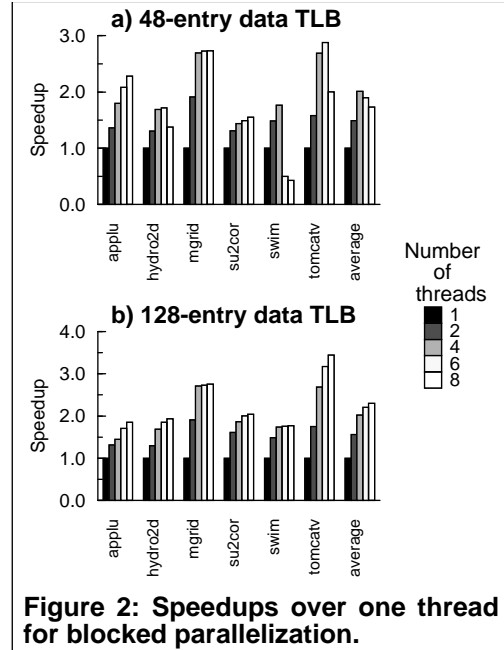 a) 48-entry data TLB
3.0
2.0
1.0
0.0
Speedup
applu
hydro2d
mgrid
su2cor
swim
tomcatv
average
Number
of
threads
1
2
4
6
8
b) 128-entry data TLB
4.0
3.0
2.0
1.0
0.0
Speedup
applu
hydro2d
mgrid
su2cor
swim
tomcatv
average
Figure 2: Speedups over one thread
for blocked parallelization.